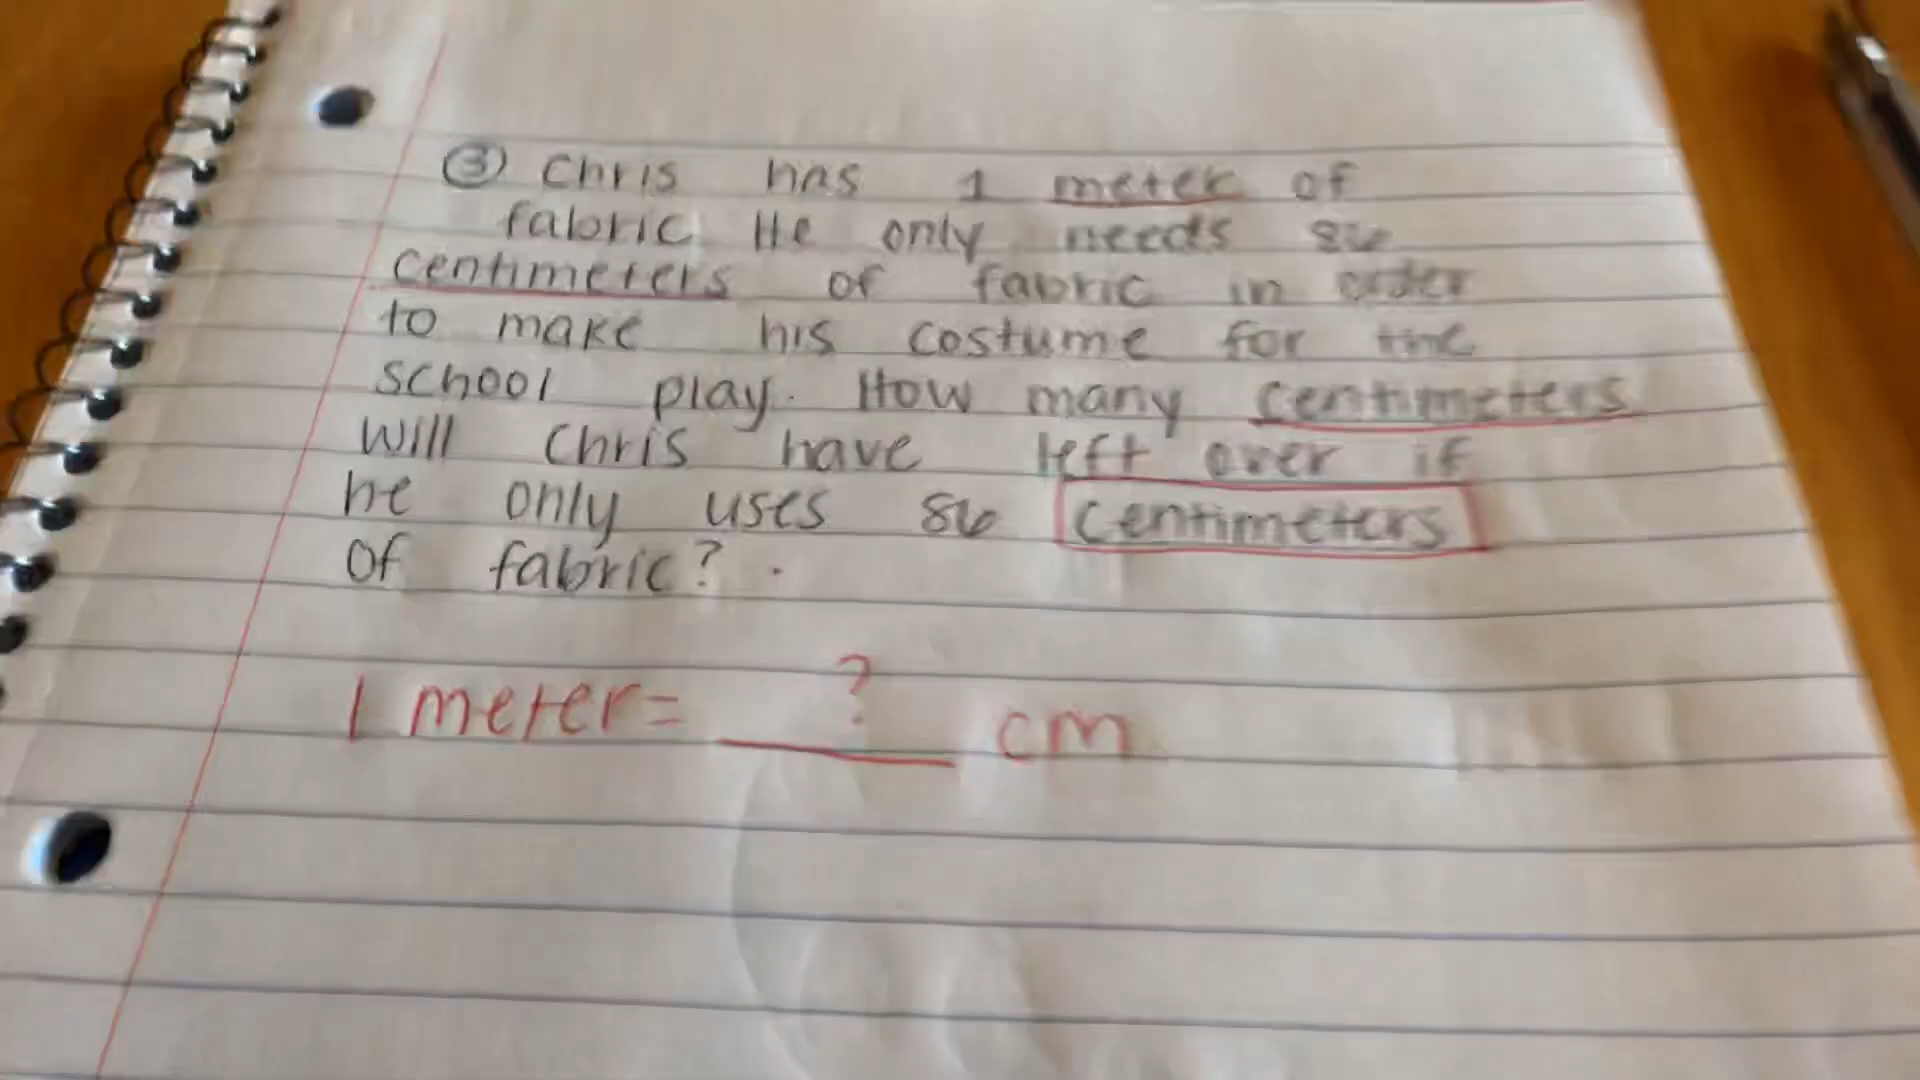 ③ Chris has 1 meter of
fabric. He only needs 86
centimeters of fabric in order
to make his costume for the
school play. How many centimeters
will Chris have left over if
he only uses 86 centimeters
of fabric?
1 meter= ? cm